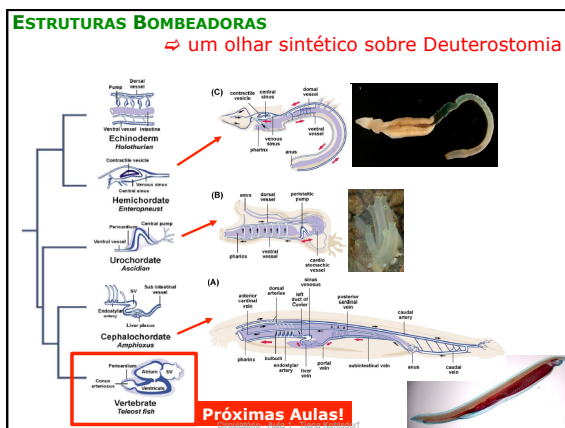 ESTRUTURAS BOMBEADORAS
⇨ um olhar sintético sobre Deuterostomia
Pump
Dorsal
vessel
Ventral vessel
Intestine
Echinoderm
Holothurian
Contractile vesicle
Venous sinus
Central sinus
Hemichordate
Enteropneust
Pericardium
Central pump
Ventral vessel
Urochordate
Ascidian
SV
Sub intestinal
vessel
Endostylar
artery
Liver plexus
Cephalochordate
Amphioxus
Pericardium
Atrium
SV
Conus
arteriosus
Ventricule
Vertebrate
Teleost fish
(C)
contractile
vesicle
central
sinus
dorsal
vessel
venous
sinus
pharinx
ventral
vessel
anus
(B)
anus
dorsal
vessel
peristaltic
pump
pharinx
ventral
vessel
cardio
stomachic
vessel
(A)
anterior
cardinal
vein
dorsal
arteries
left
duct of
Cuvier
sinus
venosus
posterior
cardinal
vein
caudal
artery
pharinx
bulbulli
endostylar
artery
liver
vein
portal
vein
subintestinal vein
anus
caudal
vein
Próximas Aulas!